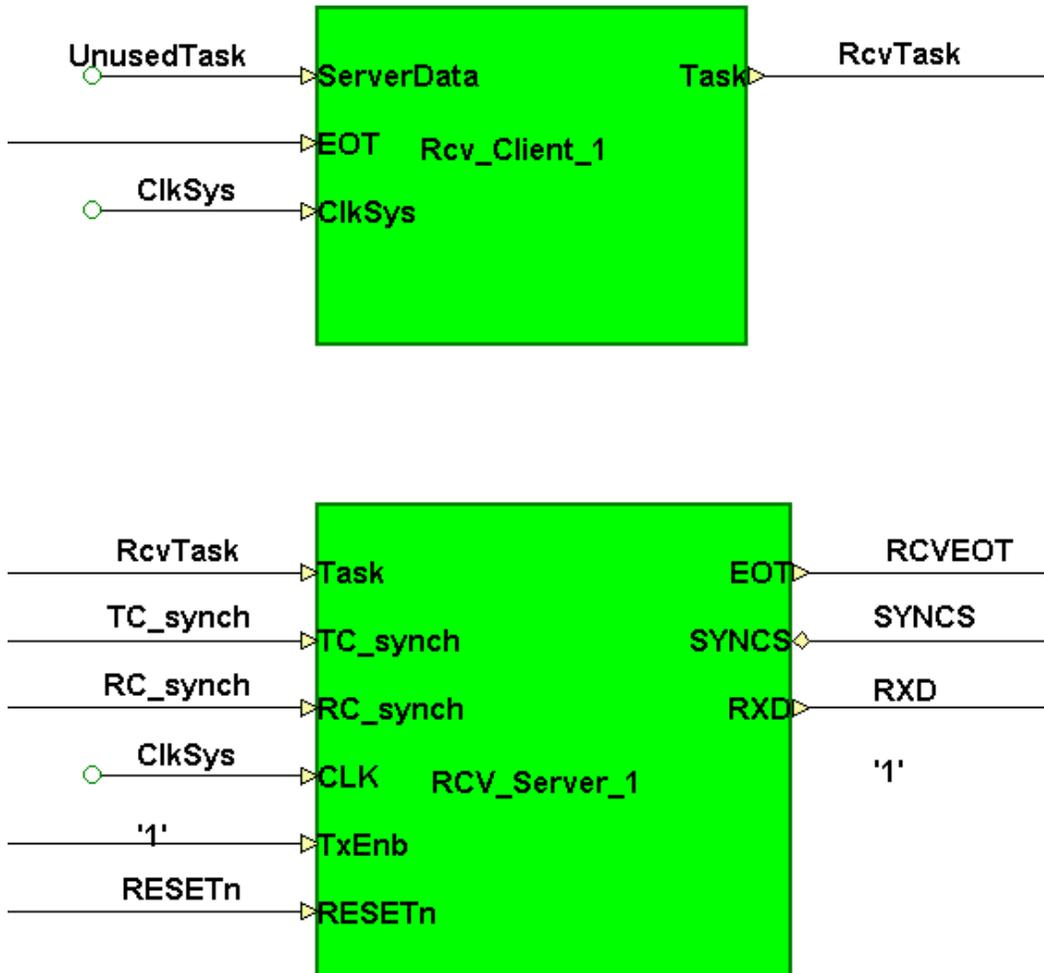 UnusedTask
ServerData
Task
RcvTask
EOT
Rcv_Client_1
ClkSys
ClkSys
RcvTask
Task
EOT
RCVEOT
TC_synch
TC_synch
SYNCS
SYNCS
RC_synch
RC_synch
RXD
RXD
ClkSys
CLK
RCV_Server_1
'1'
'1'
TxEnb
RESETn
RESETn